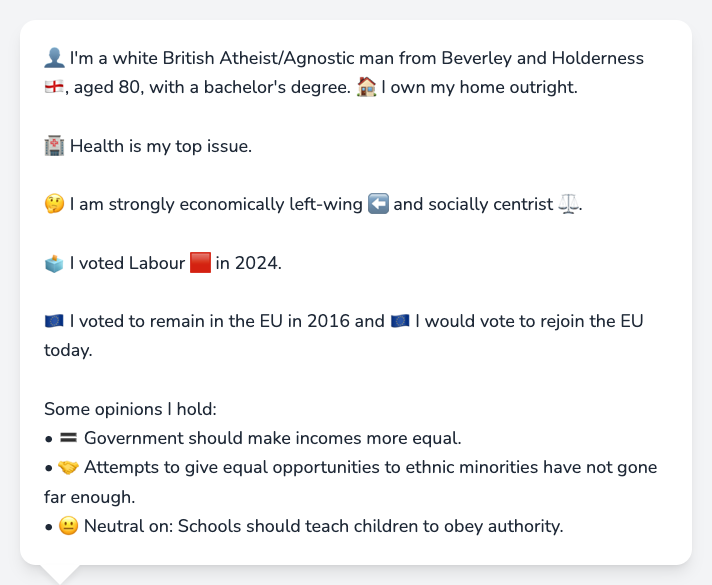 👤 I'm a white British Atheist/Agnostic man from Beverley and Holderness
🏴󠁧󠁢󠁥󠁮󠁧󠁿, aged 80, with a bachelor's degree. 🏠 I own my home outright.
🏥 Health is my top issue.
🤔 I am strongly economically left-wing ⬅️ and socially centrist ⚖️.
🗳️ I voted Labour 🟥 in 2024.
🇪🇺 I voted to remain in the EU in 2016 and 🇪🇺 I would vote to rejoin the EU
today.
Some opinions I hold:
• 🟰 Government should make incomes more equal.
• 🤝 Attempts to give equal opportunities to ethnic minorities have not gone
far enough.
• 😐 Neutral on: Schools should teach children to obey authority.